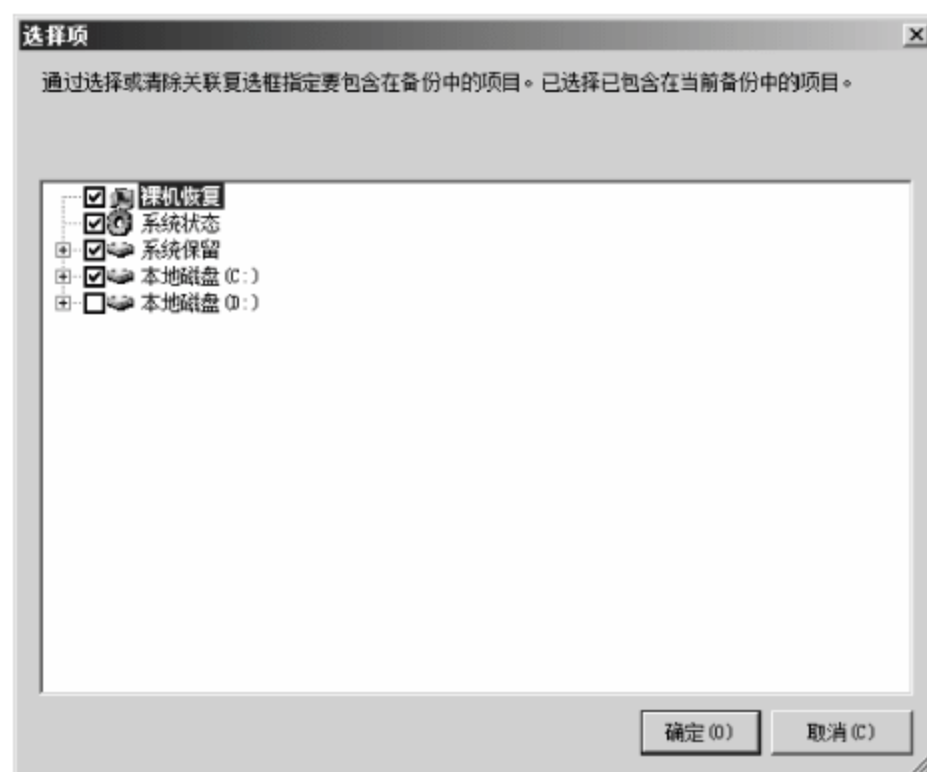 选择项
通过选择或清除关联复选框指定要包含在备份中的项目。已选择已包含在当前备份中的项目。
裸机恢复
系统状态
系统保留
本地磁盘(C:)
本地磁盘(D:)
确定(O)
取消(C)